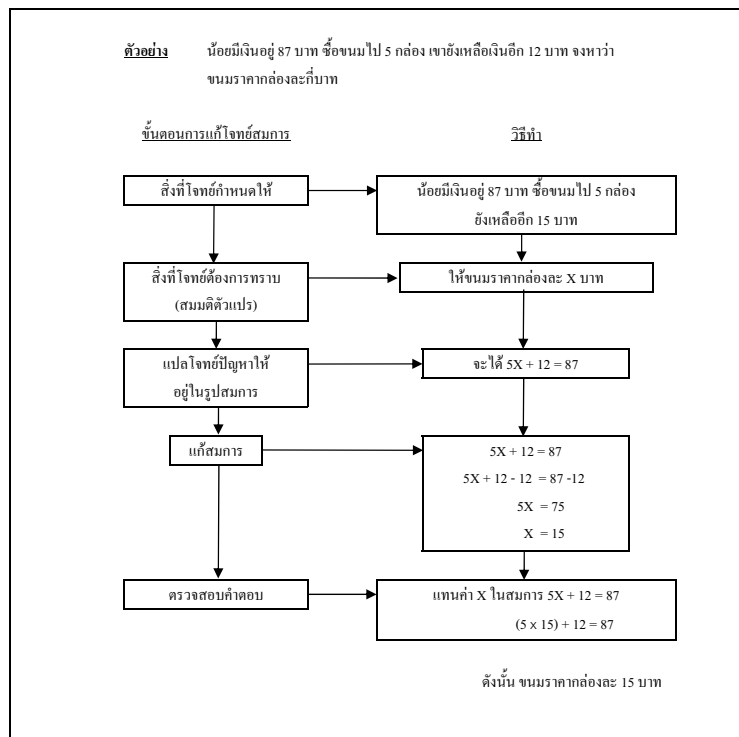 ตัวอย่าง น้อยมีเงินอยู่ 87 บาท ซื้อขนมไป 5 กล่อง เขายังเหลือเงินอีก 12 บาท จงหาว่า
ขนมราคากล่องละกี่บาท
ขั้นตอนการแก้โจทย์สมการ วิธีทำ
สิ่งที่โจทย์กำหนดให้
น้อยมีเงินอยู่ 87 บาท ซื้อขนมไป 5 กล่อง
ยังเหลืออีก 15 บาท
สิ่งที่โจทย์ต้องการทราบ
(สมมติตัวแปร)
ให้ขนมราคากล่องละ X บาท
แปลโจทย์ปัญหาให้
อยู่ในรูปสมการ
จะได้ 5X + 12 = 87
แก้สมการ
5X + 12 = 87
5X + 12 - 12 = 87 -12
5X = 75
X = 15
ตรวจสอบคำตอบ
แทนค่า X ในสมการ 5X + 12 = 87
(5 x 15) + 12 = 87
ดังนั้น ขนมราคากล่องละ 15 บาท